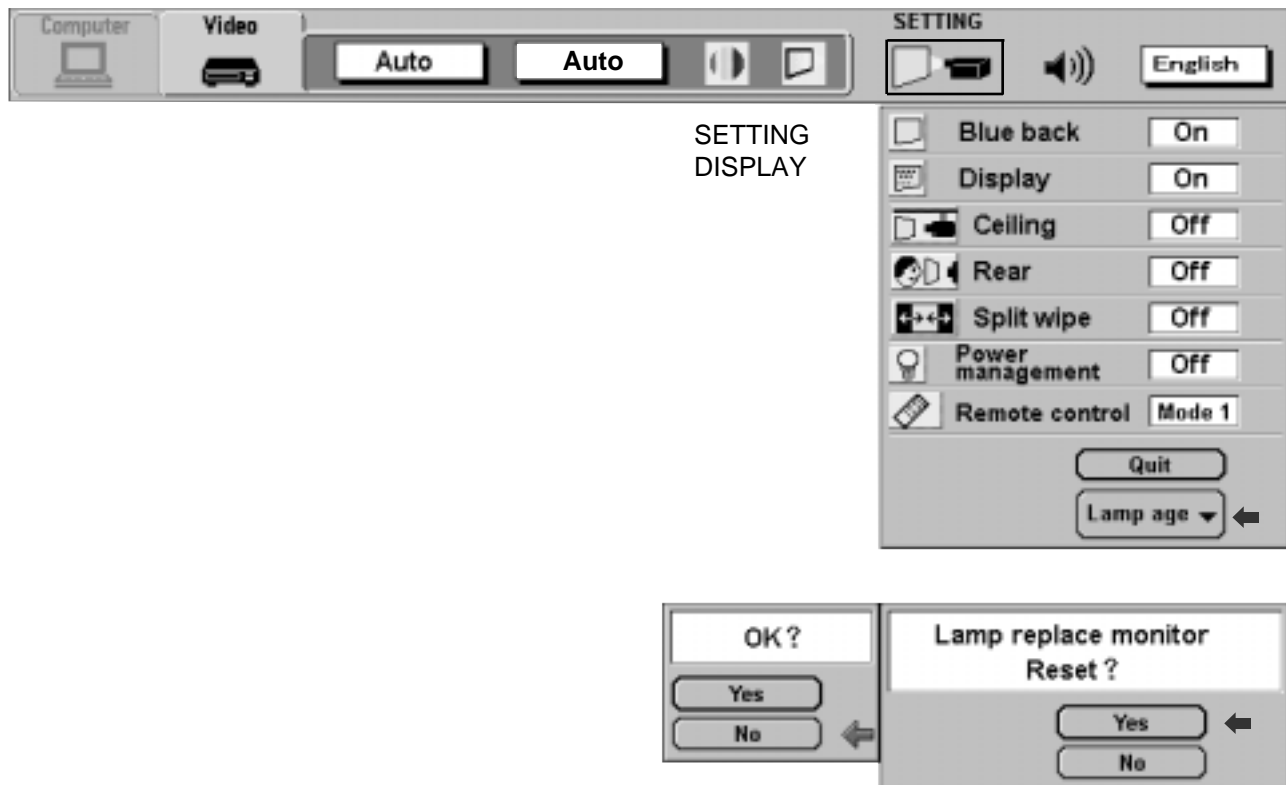 Computer
Video
Auto
Auto
SETTING
English
SETTING
DISPLAY
Blue back On
Display On
Ceiling Off
Rear Off
Split wipe Off
Power
management Off
Remote control Mode 1
Quit
Lamp age
OK?
Yes
No
Lamp replace monitor
Reset ?
Yes
No